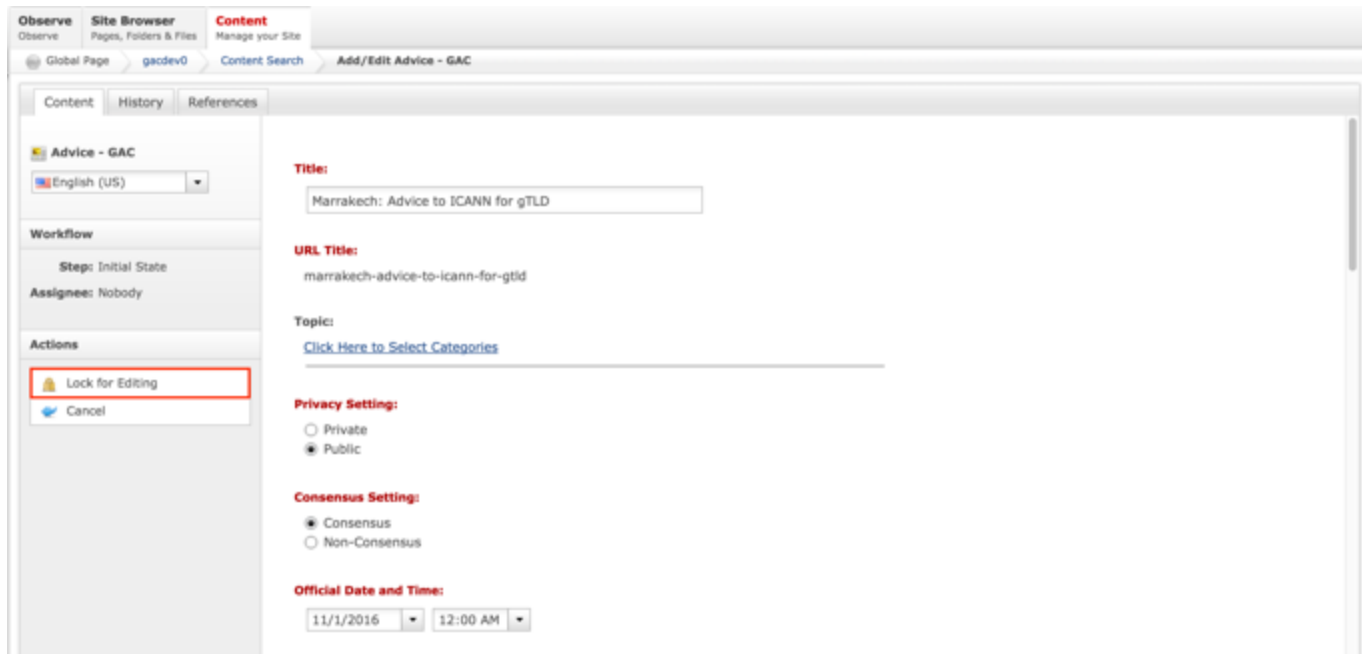 Observe Site Browser Content
Observe Pages, Folders & Files Manage your Site
Global Page gacdev0 Content Search Add/Edit Advice - GAC
Content History References
Advice - GAC
English (US)
Workflow
Step: Initial State
Assignee: Nobody
Actions
Lock for Editing
Cancel
Title:
Marrakech: Advice to ICANN for gTLD
URL Title:
marrakech-advice-to-icann-for-gtld
Topic:
Click Here to Select Categories
Privacy Setting:
Private
Public
Consensus Setting:
Consensus
Non-Consensus
Official Date and Time:
11/1/2016 12:00 AM